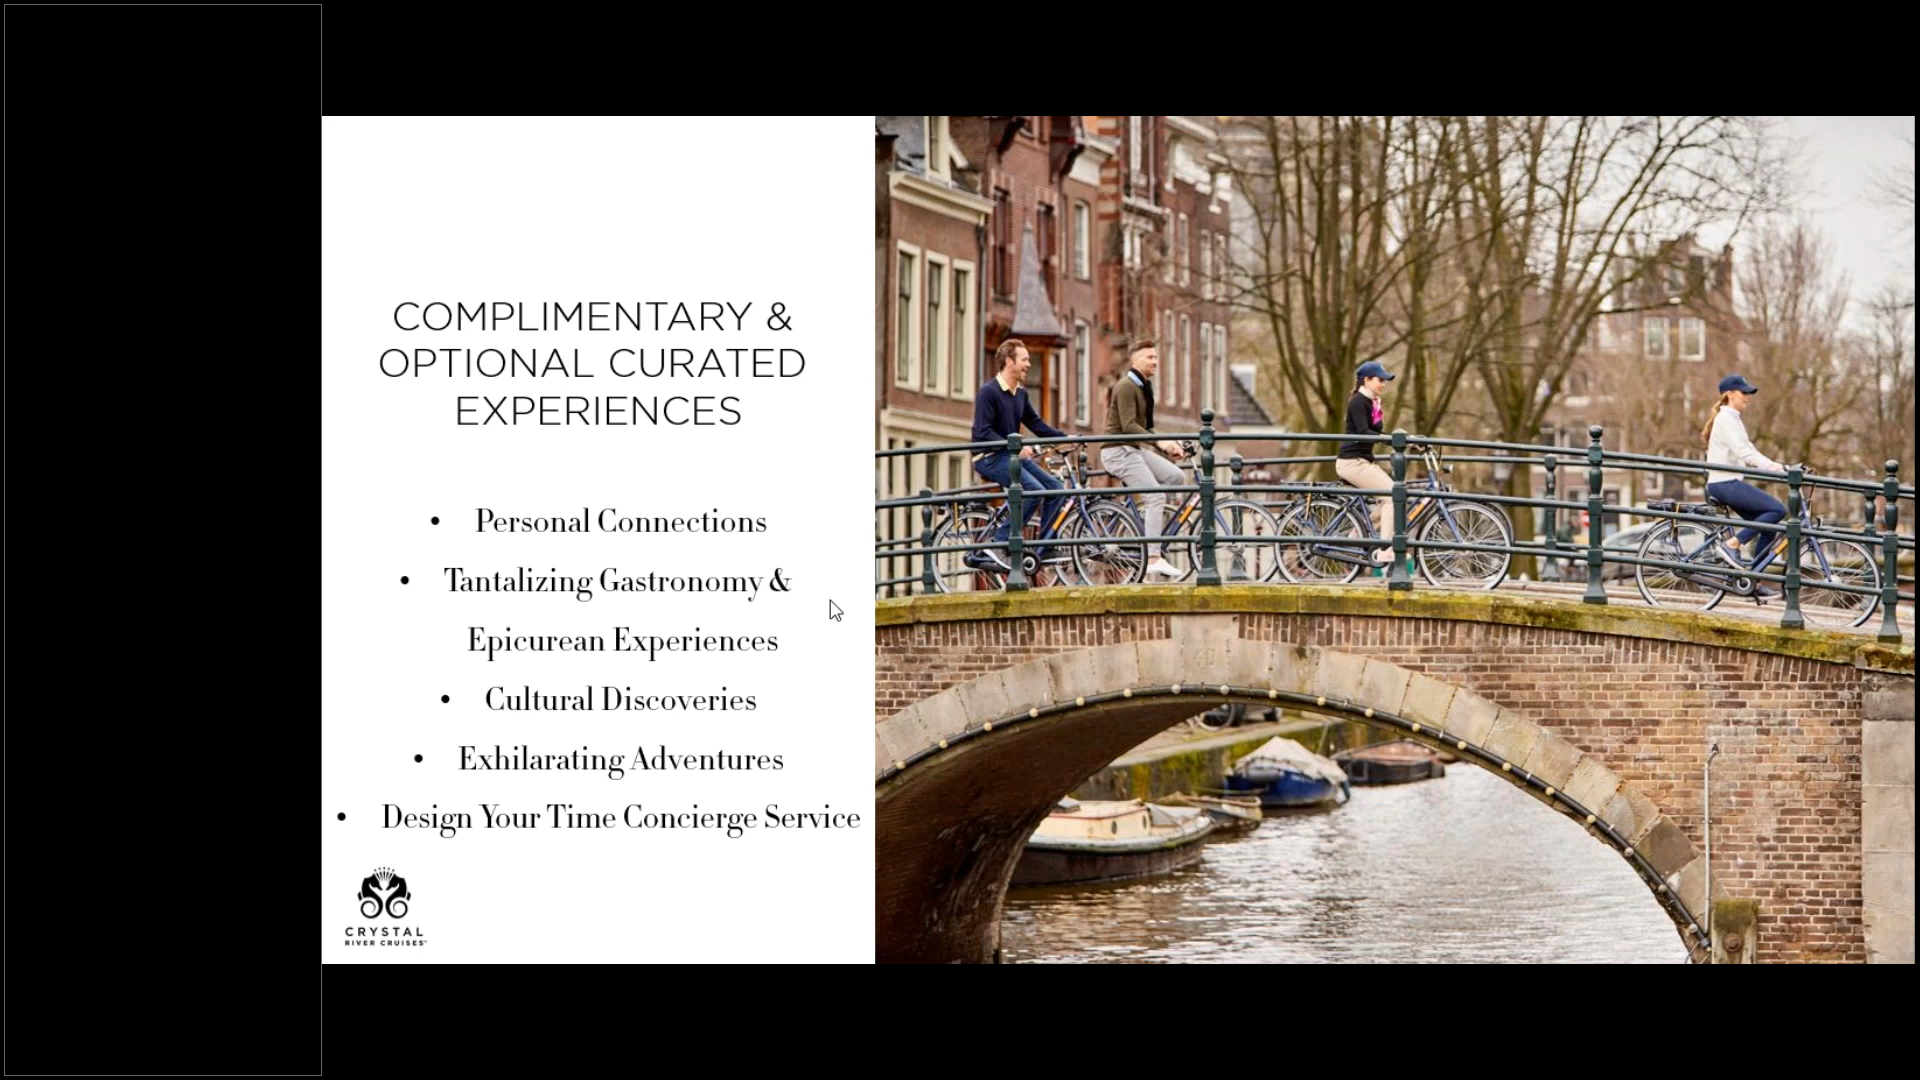 COMPLIMENTARY &
OPTIONAL CURATED
EXPERIENCES
• Personal Connections
• Tantalizing Gastronomy &
Epicurean Experiences
• Cultural Discoveries
• Exhilarating Adventures
• Design Your Time Concierge Service
CRYSTAL
RIVER CRUISES